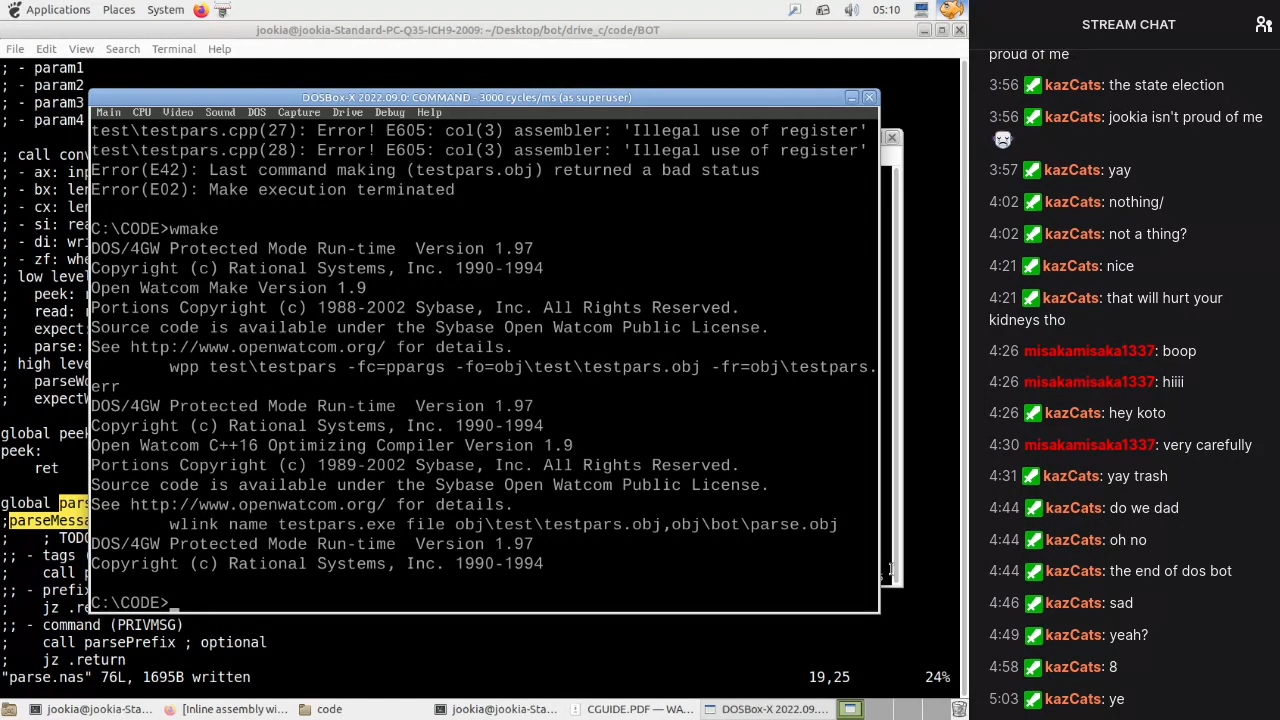 Applications Places System 05:10
jookia@jookia-Standard-PC-Q35-ICH9-2009: ~/Desktop/bot/drive_c/code/BOT
File Edit View Search Terminal Help
; - param1
; - param2
; - param3
; - param4
; call conv
; - ax: inp
; - bx: len
; - cx: len
; - si: rea
; - di: wri
; - zf: whe
; low level
; peek: r
; read: r
; expect:
; parse:
; high level
; parseWo
; expectW
;
global peek
peek:
ret
global pars
;parseMessa
; TODO
; - tags (
call p
; - prefix
jz .re
;; - command (PRIVMSG)
; call parsePrefix ; optional
; jz .return
"parse.nas" 76L, 1695B written 19,25 24%
DOSBox-X 2022.09.0: COMMAND - 3000 cycles/ms (as superuser)
Main CPU Video Sound DOS Capture Drive Debug Help
test\testpars.cpp(27): Error! E605: col(3) assembler: 'Illegal use of register'
test\testpars.cpp(28): Error! E605: col(3) assembler: 'Illegal use of register'
Error(E42): Last command making (testpars.obj) returned a bad status
Error(E02): Make execution terminated
C:\CODE>wmake
DOS/4GW Protected Mode Run-time Version 1.97
Copyright (c) Rational Systems, Inc. 1990-1994
Open Watcom Make Version 1.9
Portions Copyright (c) 1988-2002 Sybase, Inc. All Rights Reserved.
Source code is available under the Sybase Open Watcom Public License.
See http://www.openwatcom.org/ for details.
wpp test\testpars -fc=ppargs -fo=obj\test\testpars.obj -fr=obj\testpars.
err
DOS/4GW Protected Mode Run-time Version 1.97
Copyright (c) Rational Systems, Inc. 1990-1994
Open Watcom C++16 Optimizing Compiler Version 1.9
Portions Copyright (c) 1989-2002 Sybase, Inc. All Rights Reserved.
Source code is available under the Sybase Open Watcom Public License.
See http://www.openwatcom.org/ for details.
wlink name testpars.exe file obj\test\testpars.obj,obj\bot\parse.obj
DOS/4GW Protected Mode Run-time Version 1.97
Copyright (c) Rational Systems, Inc. 1990-1994
C:\CODE>_
jookia@jookia-Sta... [Inline assembly wi... co jookia@jookia-Sta... CGUIDE.PDF — WA... DOSBox-X 2022.09....
STREAM CHAT
proud of me
3:56 kazCats: the state election
3:56 kazCats: jookia isn't proud of me
3:57 kazCats: yay
4:02 kazCats: nothing/
4:02 kazCats: not a thing?
4:21 kazCats: nice
4:21 kazCats: that will hurt your
kidneys tho
4:26 misakamisaka1337: boop
4:26 misakamisaka1337: hiiii
4:26 kazCats: hey koto
4:30 misakamisaka1337: very carefully
4:31 kazCats: yay trash
4:44 kazCats: do we dad
4:44 kazCats: oh no
4:44 kazCats: the end of dos bot
4:46 kazCats: sad
4:49 kazCats: yeah?
4:58 kazCats: 8
5:03 kazCats: ye